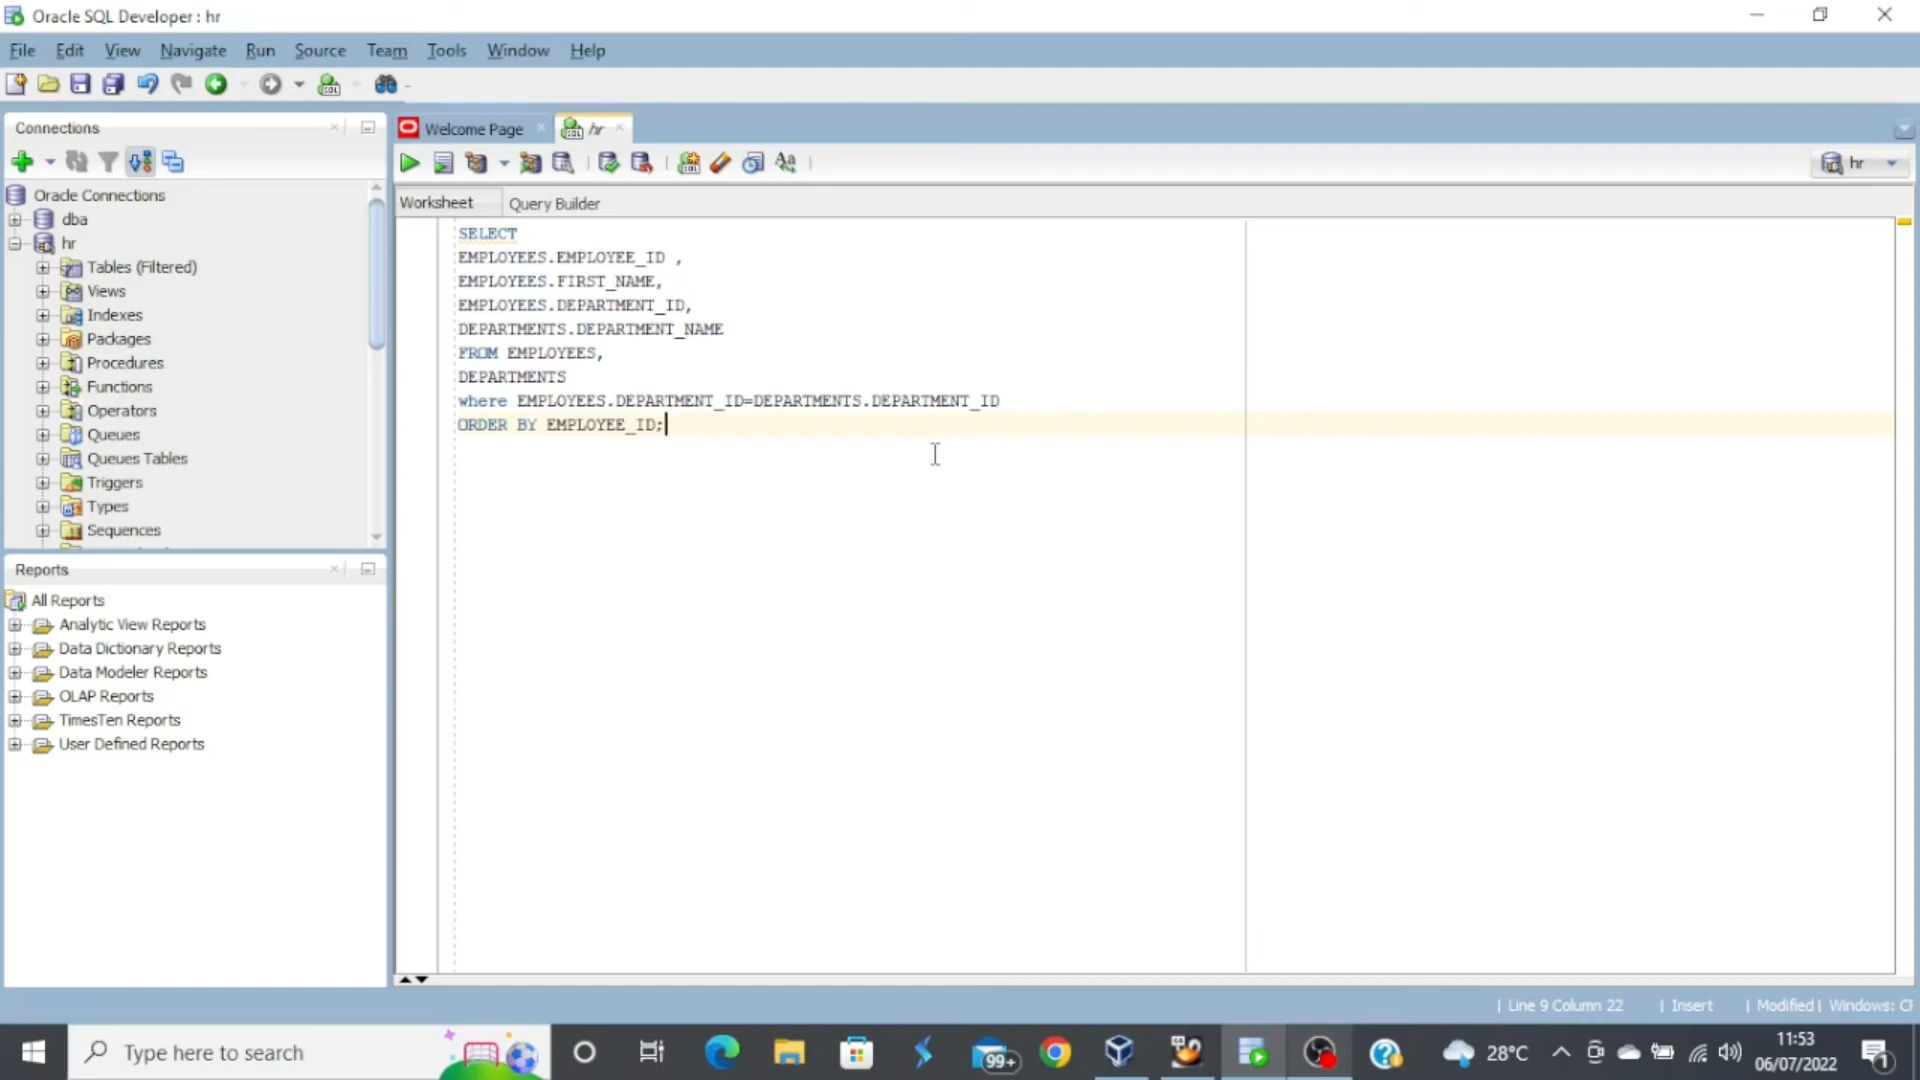 Oracle SQL Developer : hr
File Edit View Navigate Run Source Team Tools Window Help
Connections
Welcome Page
hr
hr
Worksheet
Query Builder
Oracle Connections
dba
hr
Tables (Filtered)
Views
Indexes
Packages
Procedures
Functions
Operators
Queues
Queues Tables
Triggers
Types
Sequences
SELECT
EMPLOYEES.EMPLOYEE_ID ,
EMPLOYEES.FIRST_NAME,
EMPLOYEES.DEPARTMENT_ID,
DEPARTMENTS.DEPARTMENT_NAME
FROM EMPLOYEES,
DEPARTMENTS
where EMPLOYEES.DEPARTMENT_ID=DEPARTMENTS.DEPARTMENT_ID
ORDER BY EMPLOYEE_ID;
Reports
All Reports
Analytic View Reports
Data Dictionary Reports
Data Modeler Reports
OLAP Reports
TimesTen Reports
User Defined Reports
| Line 9 Column 22 | Insert | Modified | Windows: CF
Type here to search
99+
28°C
11:53
06/07/2022
1